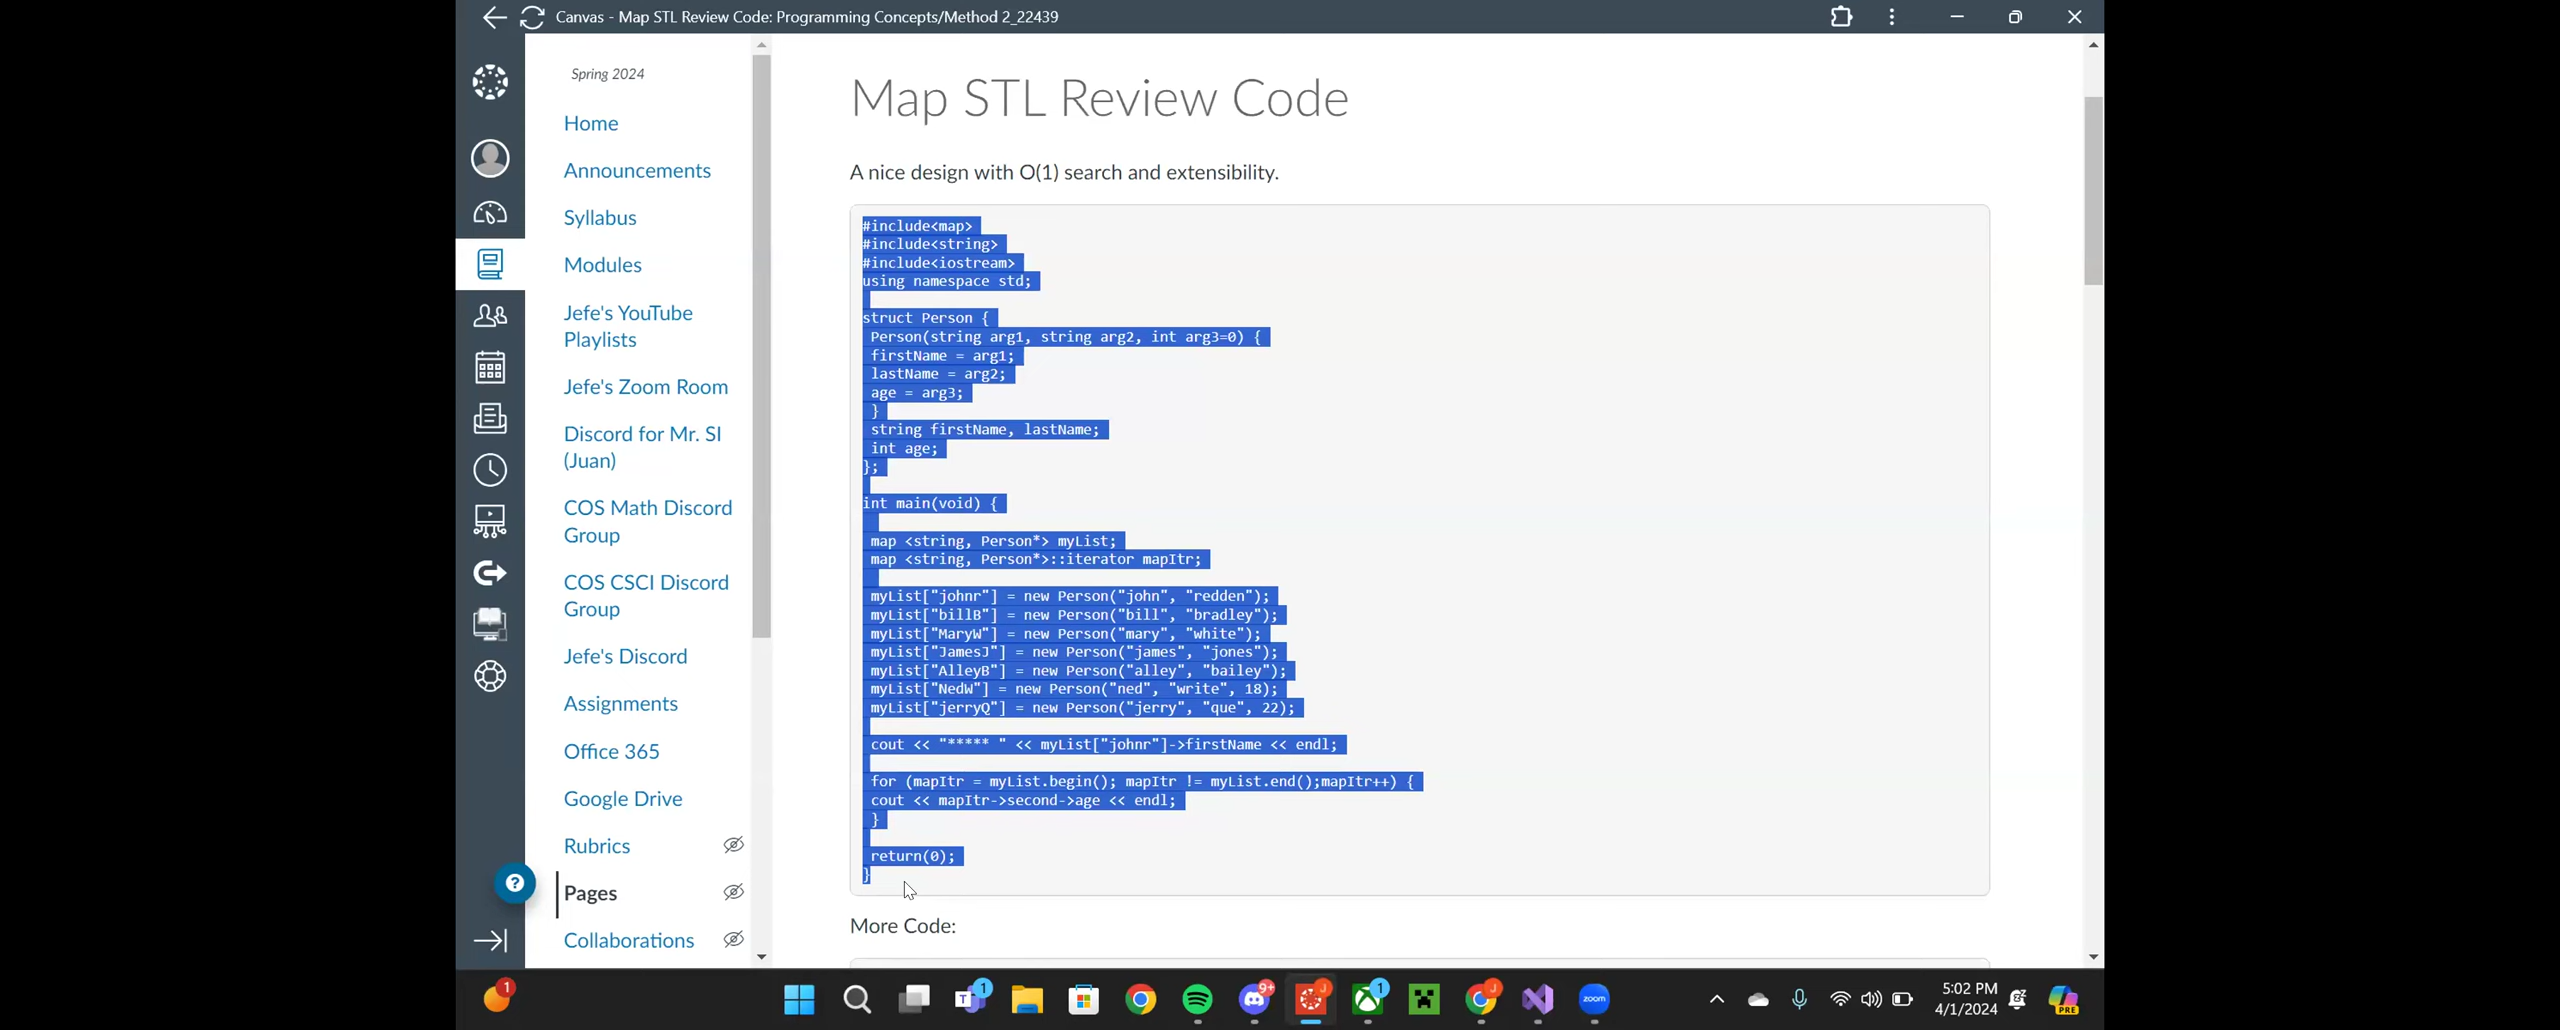 Canvas - Map STL Review Code: Programming Concepts/Method 2_22439
Spring 2024
Home
Announcements
Syllabus
Modules
Jefe's YouTube
Playlists
Jefe's Zoom Room
Discord for Mr. SI
(Juan)
COS Math Discord
Group
COS CSCI Discord
Group
Jefe's Discord
Assignments
Office 365
Google Drive
Rubrics
Pages
Collaborations
?
Map STL Review Code
A nice design with O(1) search and extensibility.
#include<map>
#include<string>
#include<iostream>
using namespace std;
struct Person {
Person(string arg1, string arg2, int arg3=0) {
firstName = arg1;
lastName = arg2;
age = arg3;
}
string firstName, lastName;
int age;
};
int main(void) {
map <string, Person*> myList;
map <string, Person*>::iterator mapItr;
myList["johnr"] = new Person("john", "redden");
myList["billB"] = new Person("bill", "bradley");
myList["MaryW"] = new Person("mary", "white");
myList["JamesJ"] = new Person("james", "jones");
myList["AlleyB"] = new Person("alley", "bailey");
myList["NedW"] = new Person("ned", "write", 18);
myList["jerryQ"] = new Person("jerry", "que", 22);
cout << "***** " << myList["johnr"]->firstName << endl;
for (mapItr = myList.begin(); mapItr != myList.end();mapItr++) {
cout << mapItr->second->age << endl;
}
return(0);
}
More Code:
1
T 1
9+
J
1
J
zoom
5:02 PM
4/1/2024
PRE